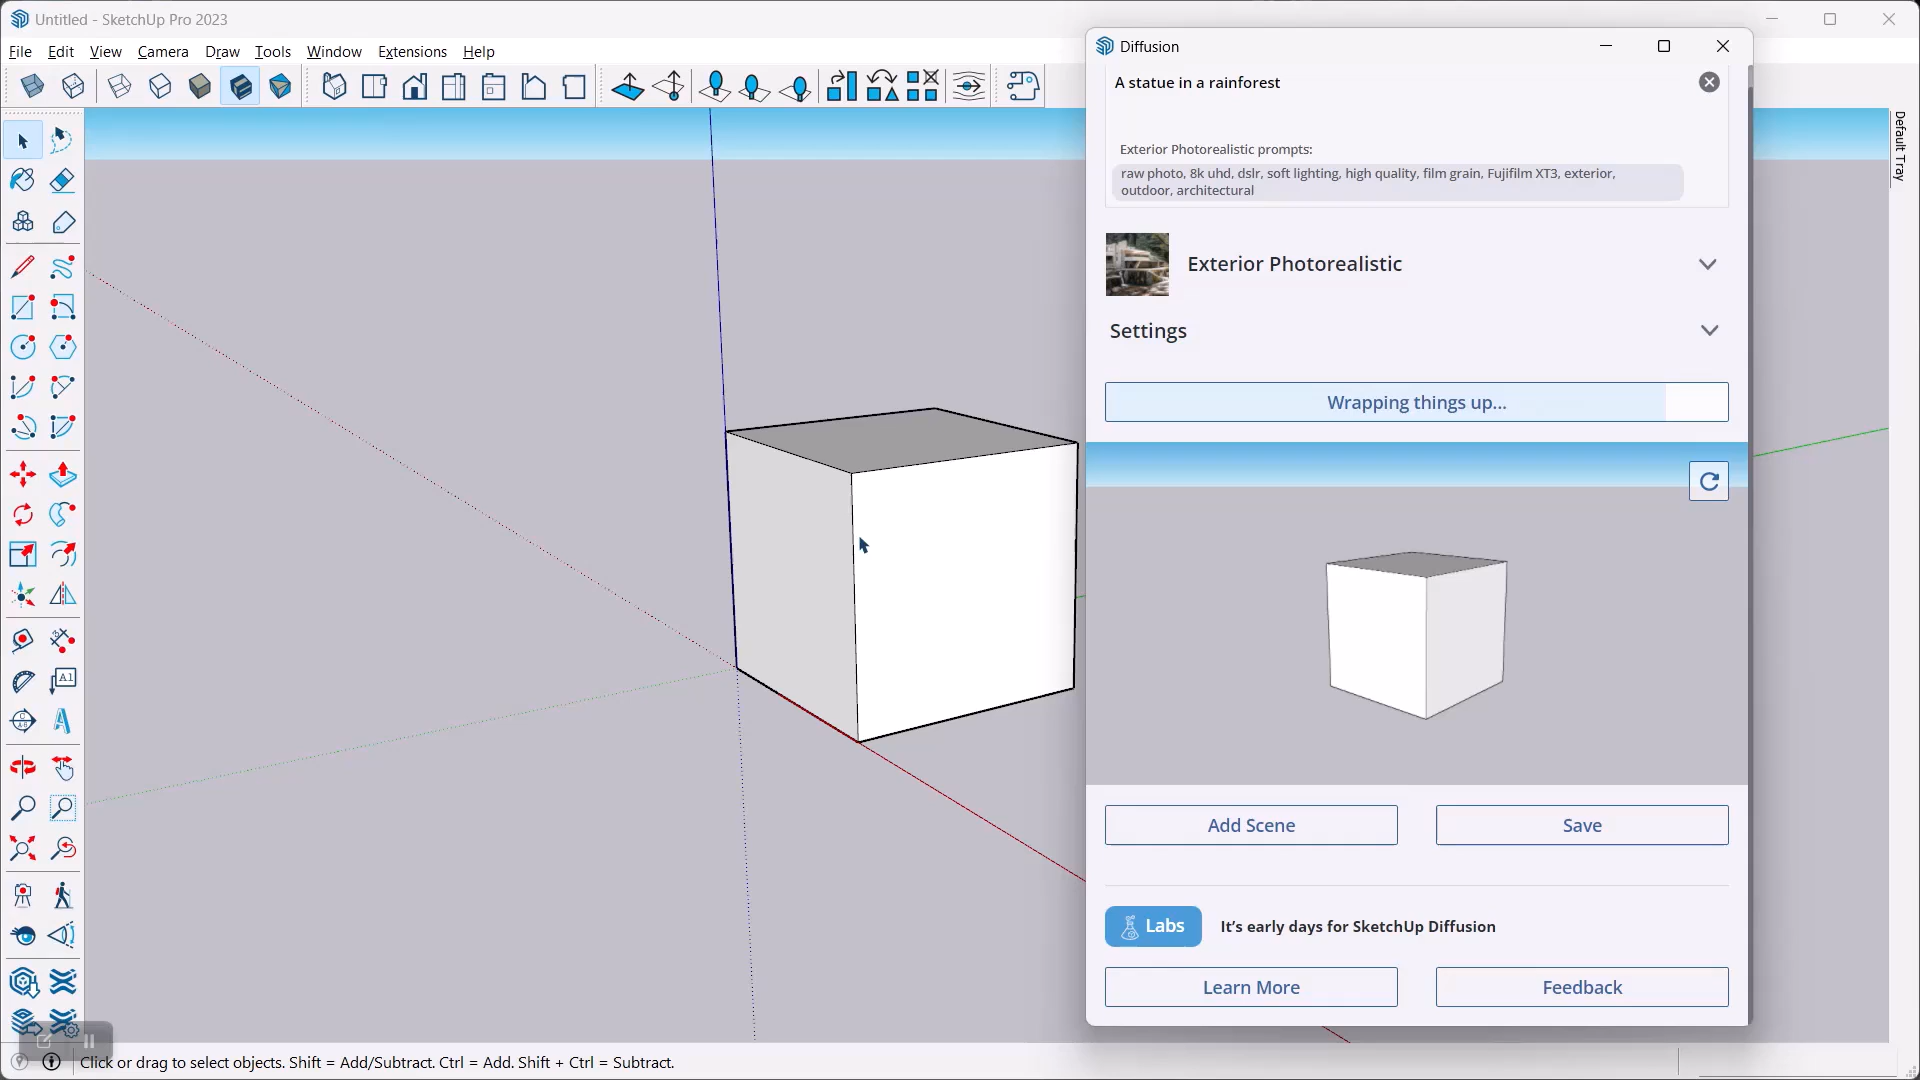 Untitled - SketchUp Pro 2023
File Edit View Camera Draw Tools Window Extensions Help
Diffusion
A statue in a rainforest
Exterior Photorealistic prompts:
raw photo, 8k uhd, dslr, soft lighting, high quality, film grain, Fujifilm XT3, exterior,
outdoor, architectural
Exterior Photorealistic
Settings
Wrapping things up...
Add Scene
Save
Labs
It's early days for SketchUp Diffusion
Learn More
Feedback
Default Tray
A1
Click or drag to select objects. Shift = Add/Subtract. Ctrl = Add. Shift + Ctrl = Subtract.